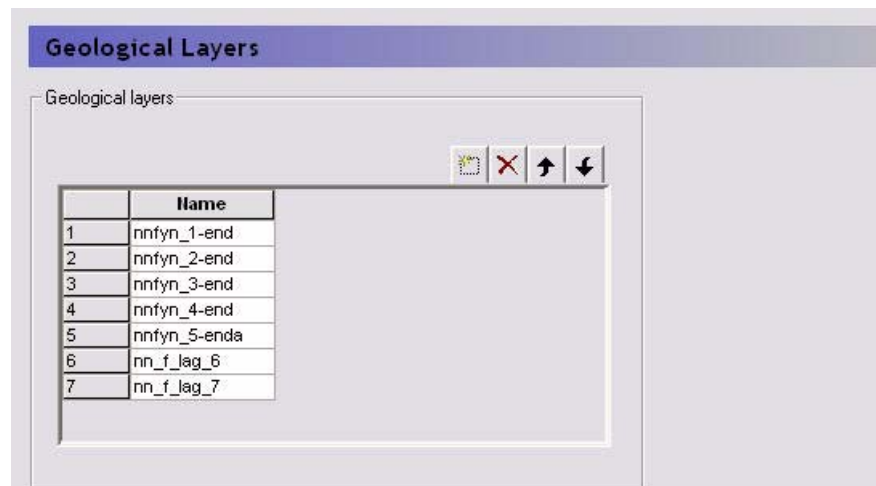 Geological Layers
Geological layers
Name
1 nnfyn_1-end
2 nnfyn_2-end
3 nnfyn_3-end
4 nnfyn_4-end
5 nnfyn_5-enda
6 nn_f_lag_6
7 nn_f_lag_7